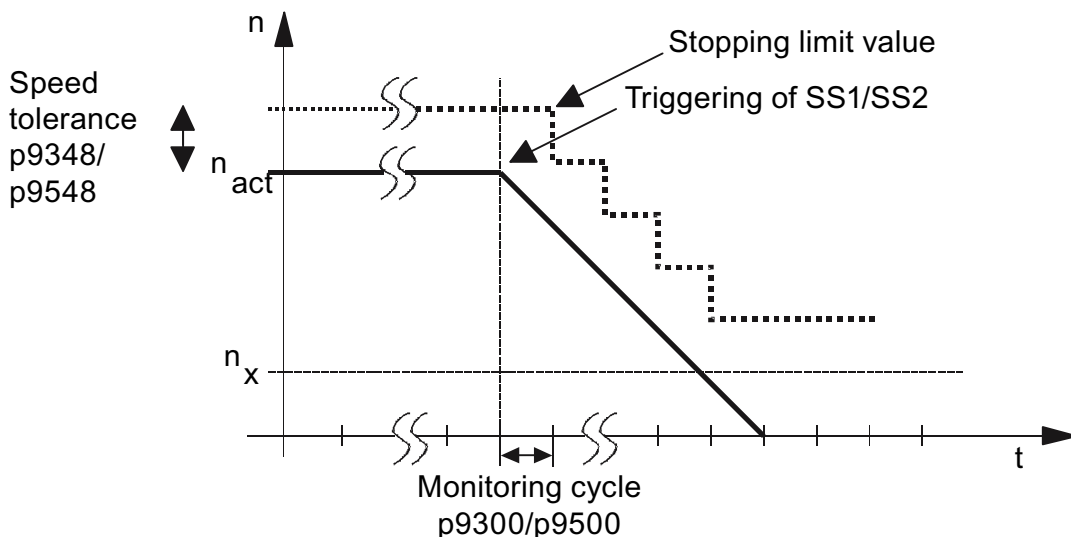 n
Stopping limit value
Speed
tolerance
p9348/
p9548
Triggering of SS1/SS2
n act
n x
t
Monitoring cycle
p9300/p9500